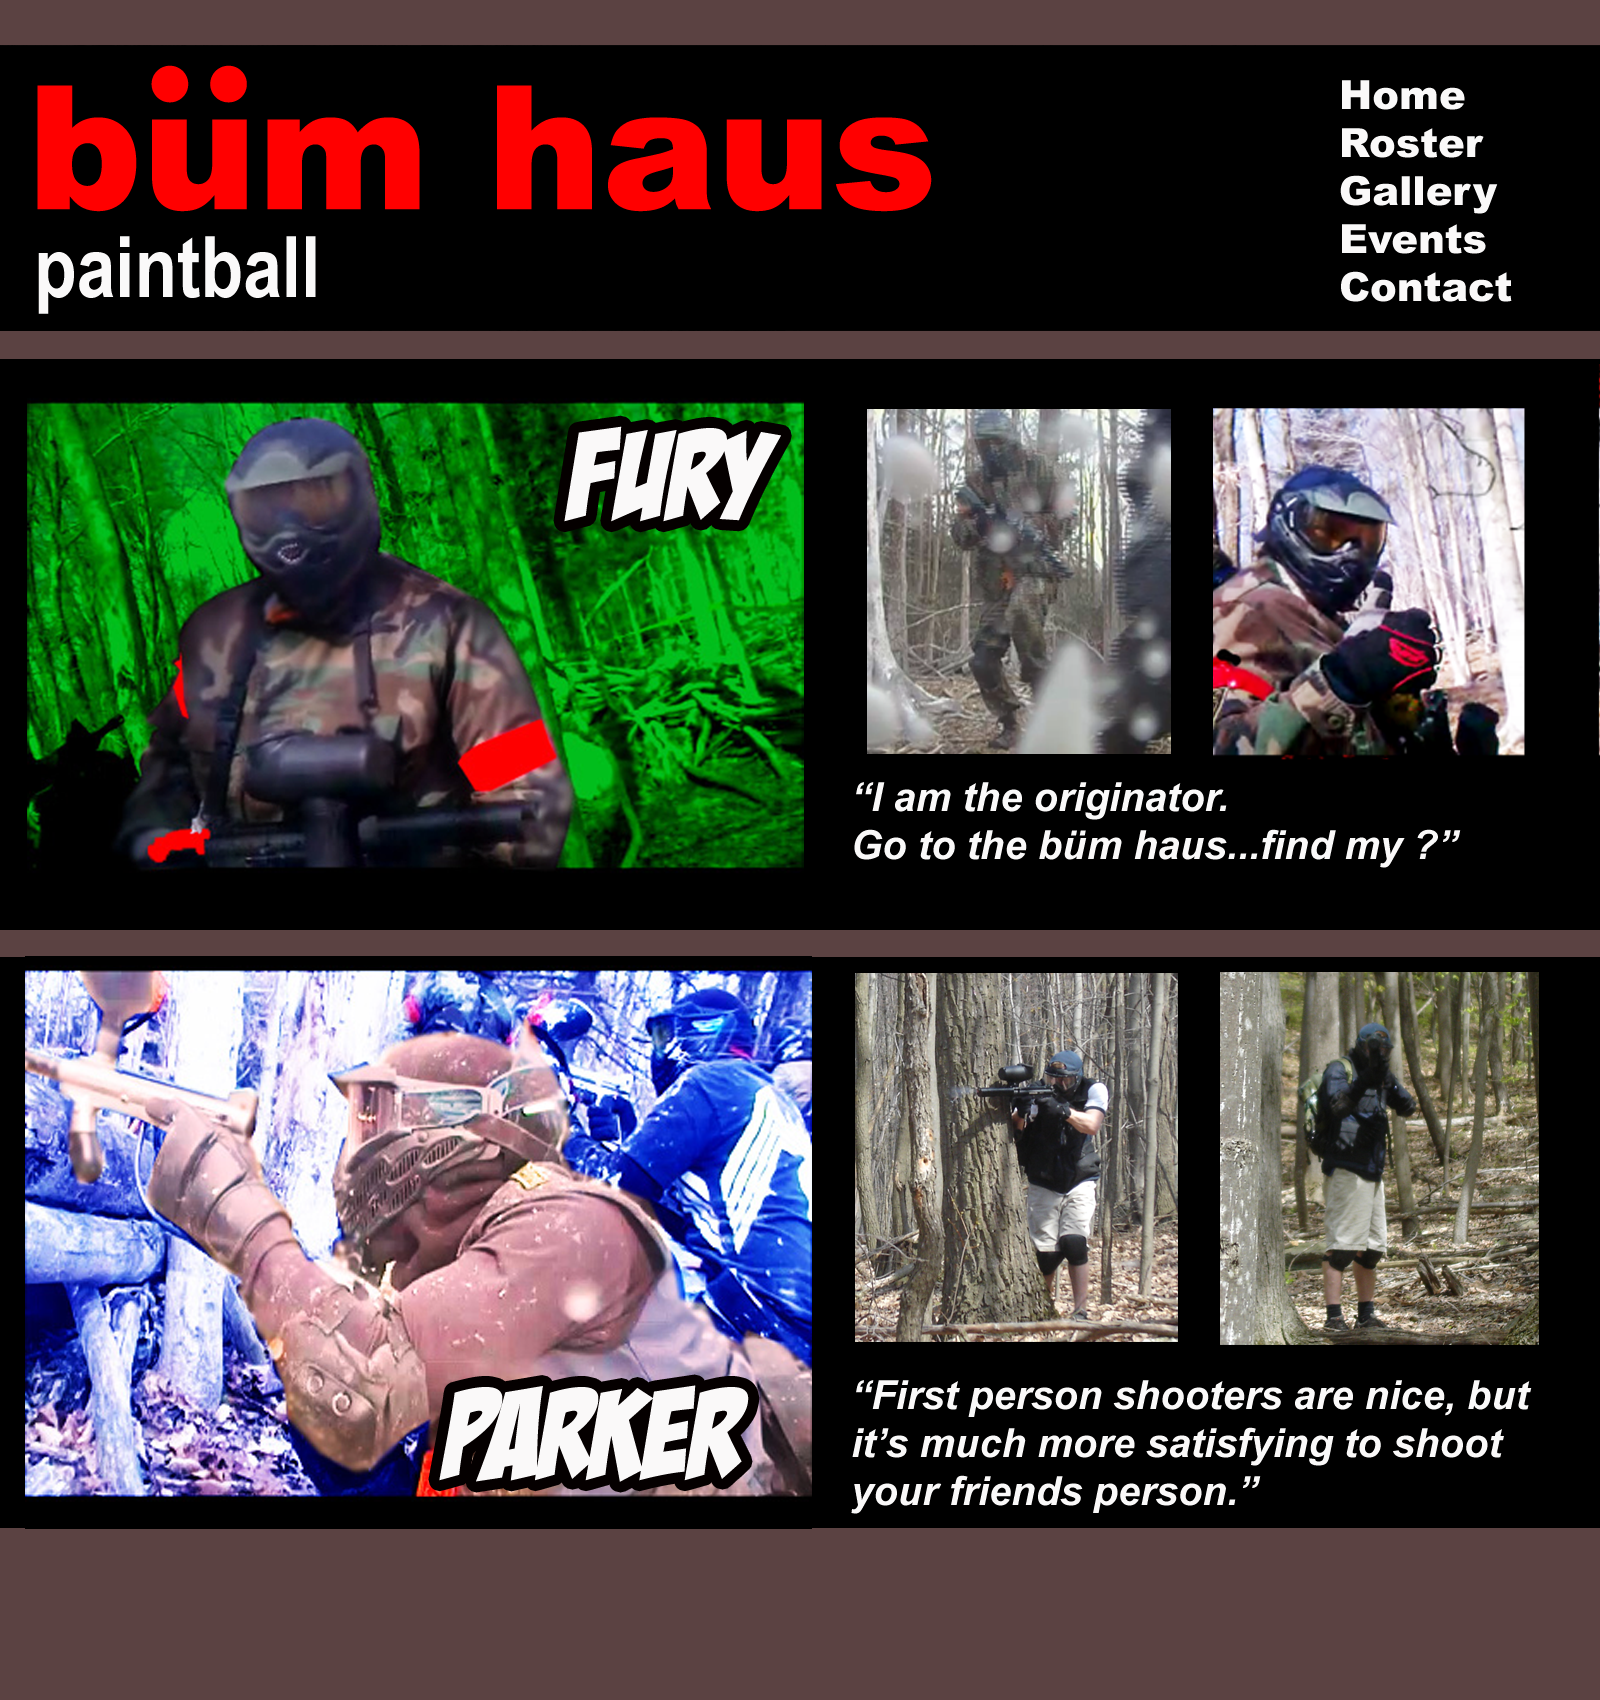 büm haus
paintball
Home
Roster
Gallery
Events
Contact
FURY
“I am the originator.
Go to the büm haus...find my ?”
PARKER
“First person shooters are nice, but
it’s much more satisfying to shoot
your friends person.”